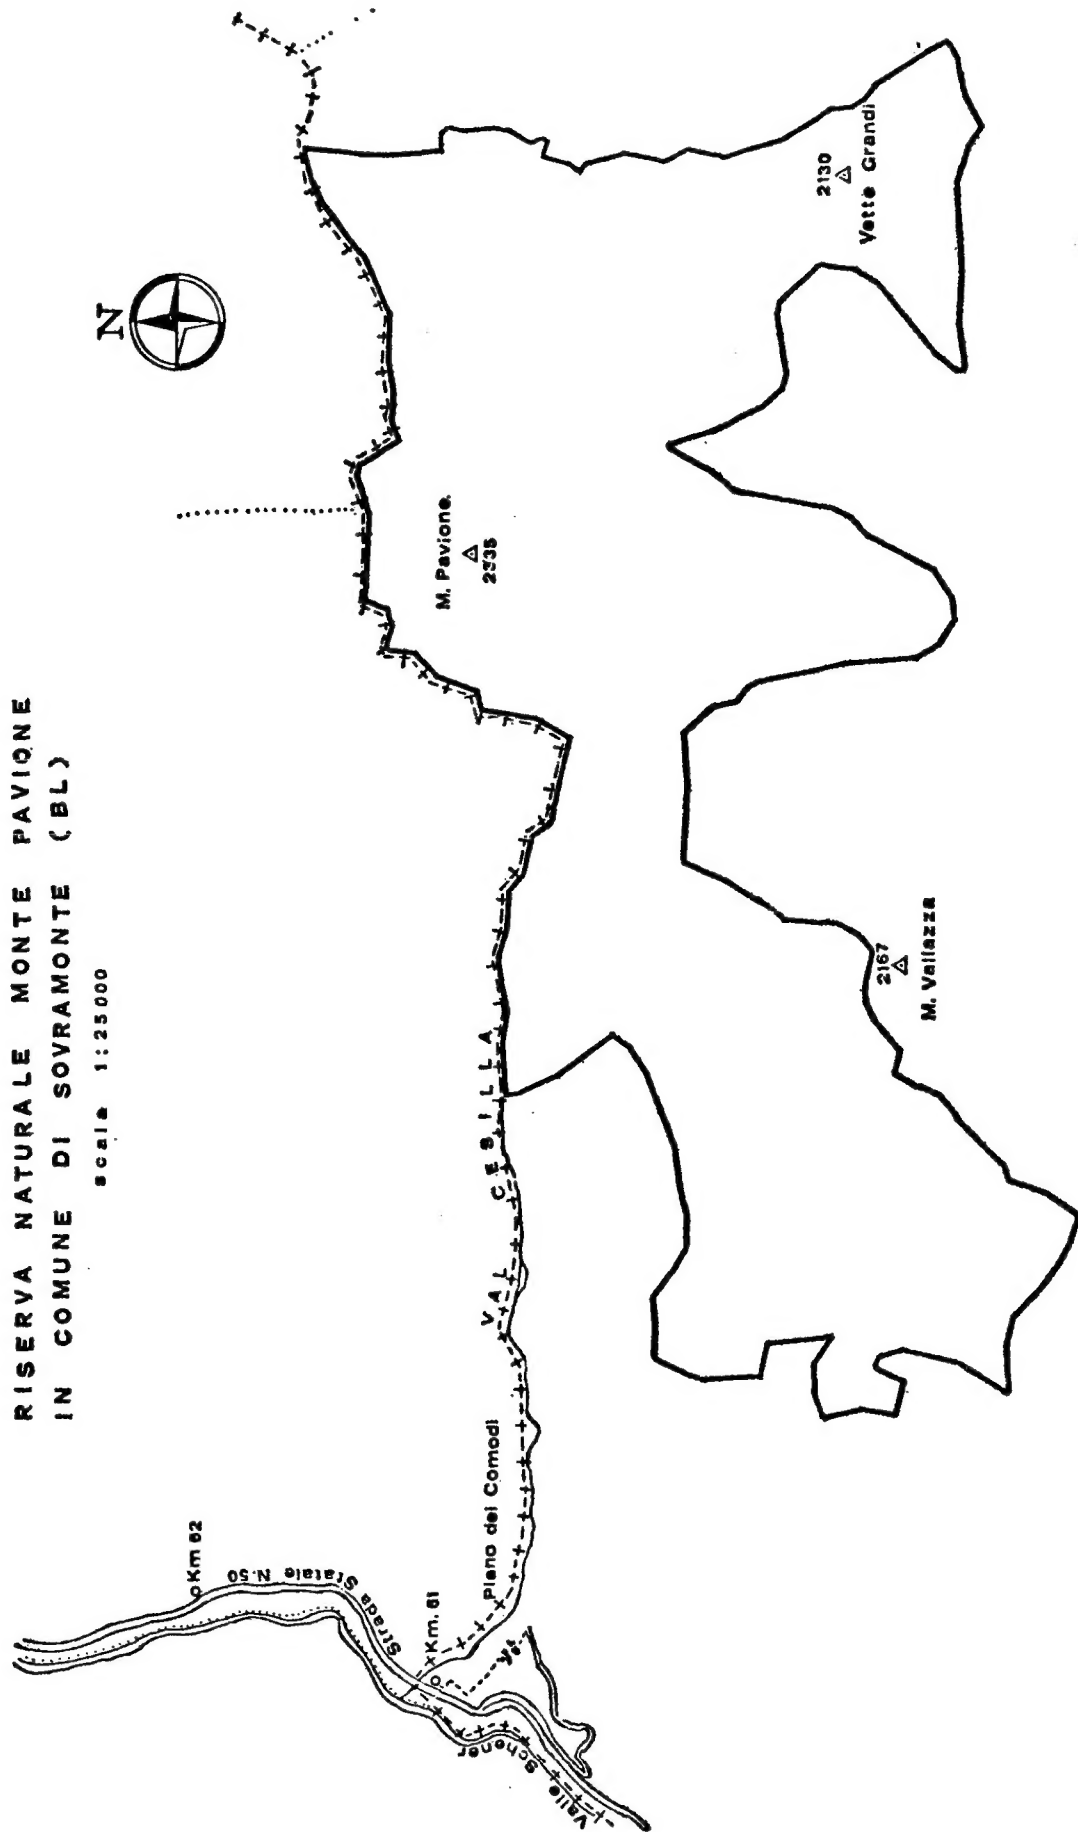 RISERVA NATURALE MONTE PAVIONE
IN COMUNE DI SOVRAMONTE (BL)
scala 1:25000
N
Km 62
Strada Statale N.50
Km. 61
Valle Schener
Piano dei Comodi
VAL CESILLA
M. Pavione
2335
2130
Vette Grandi
2167
M. Vallazza